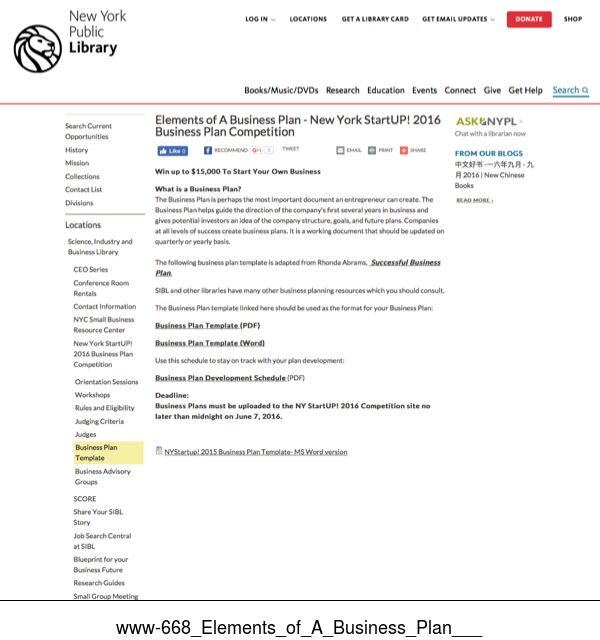 New York
Public
Library
LOG IN
LOCATIONS
GET A LIBRARY CARD
GET EMAIL UPDATES
DONATE
SHOP
Books/Music/DVDs Research Education Events Connect Give Get Help Search
Search Current
Opportunities
History
Mission
Collections
Contact List
Divisions
Locations
Science, Industry and
Business Library
CEO Series
Conference Room
Rentals
Contact Information
NYC Small Business
Resource Center
New York StartUP!
2016 Business Plan
Competition
Orientation Sessions
Workshops
Rules and Eligibility
Judging Criteria
Judges
Business Plan
Template
Business Advisory
Groups
SCORE
Share Your SIBL
Story
Job Search Central
at SIBL
Blueprint for your
Business Future
Research Guides
Small Group Meeting
Elements of A Business Plan - New York StartUP! 2016
Business Plan Competition
Like 0
RECOMMEND
G+1 1
TWEET
EMAIL
PRINT
SHARE
Win up to $15,000 To Start Your Own Business
What is a Business Plan?
The Business Plan is perhaps the most important document an entrepreneur can create. The
Business Plan helps guide the direction of the company's first several years in business and
gives potential investors an idea of the company structure, goals, and future plans. Companies
at all levels of success create business plans. It is a working document that should be updated on
quarterly or yearly basis.
The following business plan template is adapted from Rhonda Abrams, Successful Business
Plan.
SIBL and other libraries have many other business planning resources which you should consult.
The Business Plan template linked here should be used as the format for your Business Plan:
Business Plan Template (PDF)
Business Plan Template (Word)
Use this schedule to stay on track with your plan development:
Business Plan Development Schedule (PDF)
Deadline:
Business Plans must be uploaded to the NY StartUP! 2016 Competition site no
later than midnight on June 7, 2016.
NYStartup! 2015 Business Plan Template- MS Word version
ASK NYPL >
Chat with a librarian now
FROM OUR BLOGS
中文好书 -- 一六年九月 - 九
月 2016 | New Chinese
Books
READ MORE ›
www-668_Elements_of_A_Business_Plan___